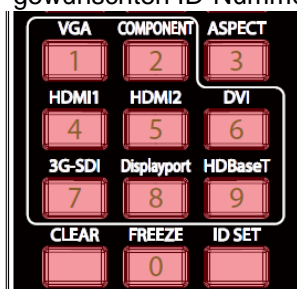 gewünschten ID-Numme
VGA COMPONENT ASPECT
1 2 3
HDMI1 HDMI2 DVI
4 5 6
3G-SDI Displayport HDBaseT
7 8 9
CLEAR FREEZE ID SET
0